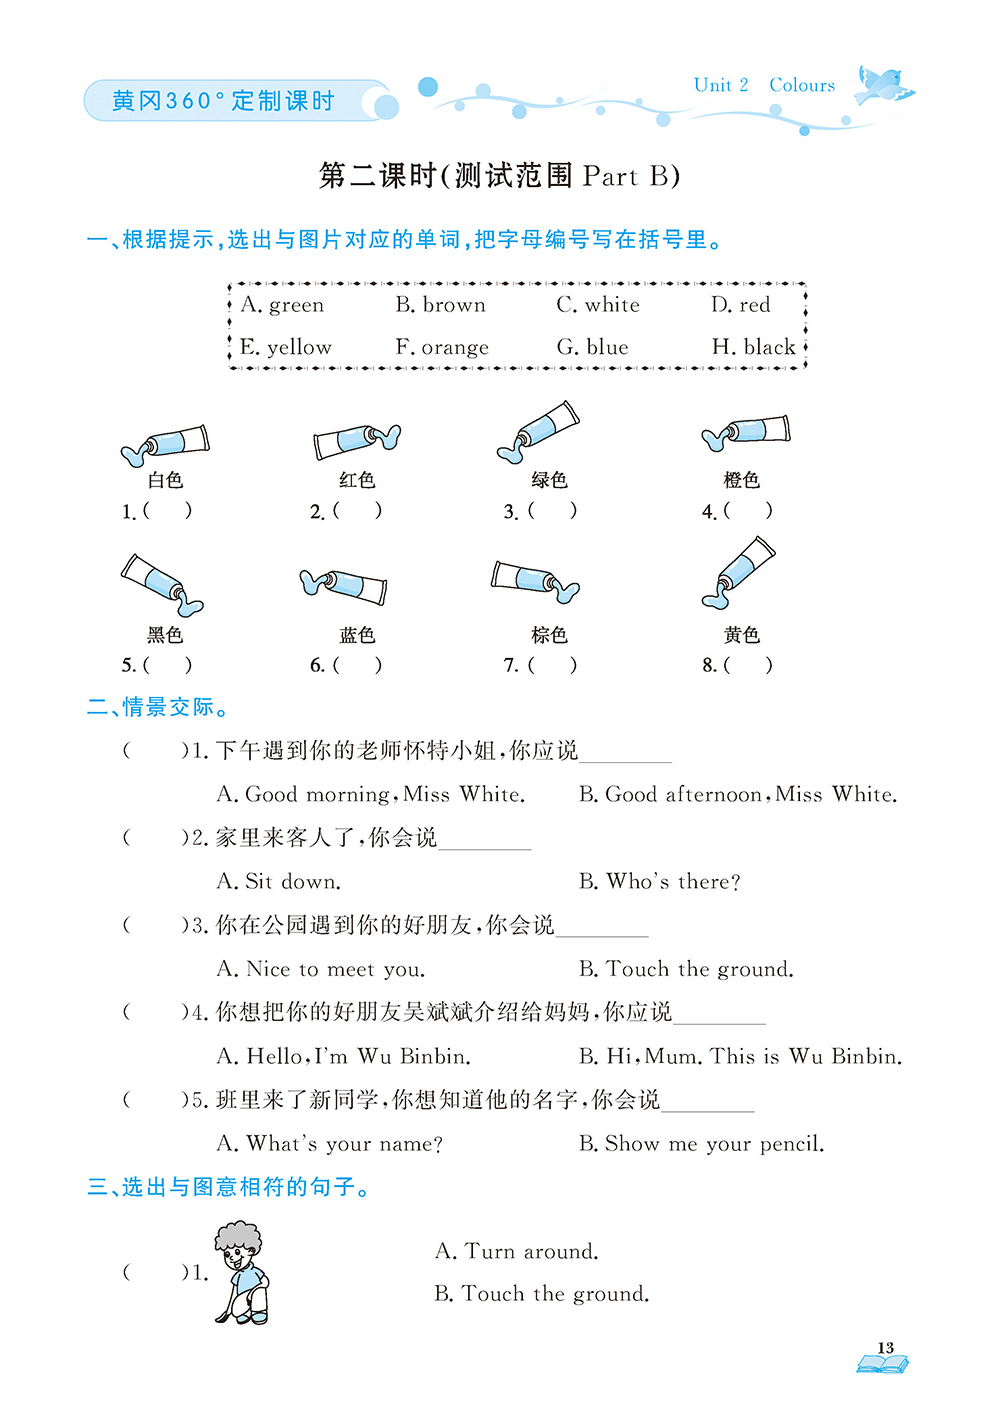 黄冈360°定制课时
Unit 2 Colours
第二课时(测试范围 Part B)
一、根据提示,选出与图片对应的单词,把字母编号写在括号里。
A. green B. brown C. white D. red
E. yellow F. orange G. blue H. black
白色 红色 绿色 橙色
1. ( ) 2. ( ) 3. ( ) 4. ( )
黑色 蓝色 棕色 黄色
5. ( ) 6. ( ) 7. ( ) 8. ( )
二、情景交际。
( )1. 下午遇到你的老师怀特小姐,你应说________
A. Good morning, Miss White. B. Good afternoon, Miss White.
( )2. 家里来客人了,你会说________
A. Sit down. B. Who's there?
( )3. 你在公园遇到你的好朋友,你会说________
A. Nice to meet you. B. Touch the ground.
( )4. 你想把你的好朋友吴斌斌介绍给妈妈,你应说________
A. Hello, I'm Wu Binbin. B. Hi, Mum. This is Wu Binbin.
( )5. 班里来了新同学,你想知道他的名字,你会说________
A. What's your name? B. Show me your pencil.
三、选出与图意相符的句子。
( )1.
A. Turn around.
B. Touch the ground.
13